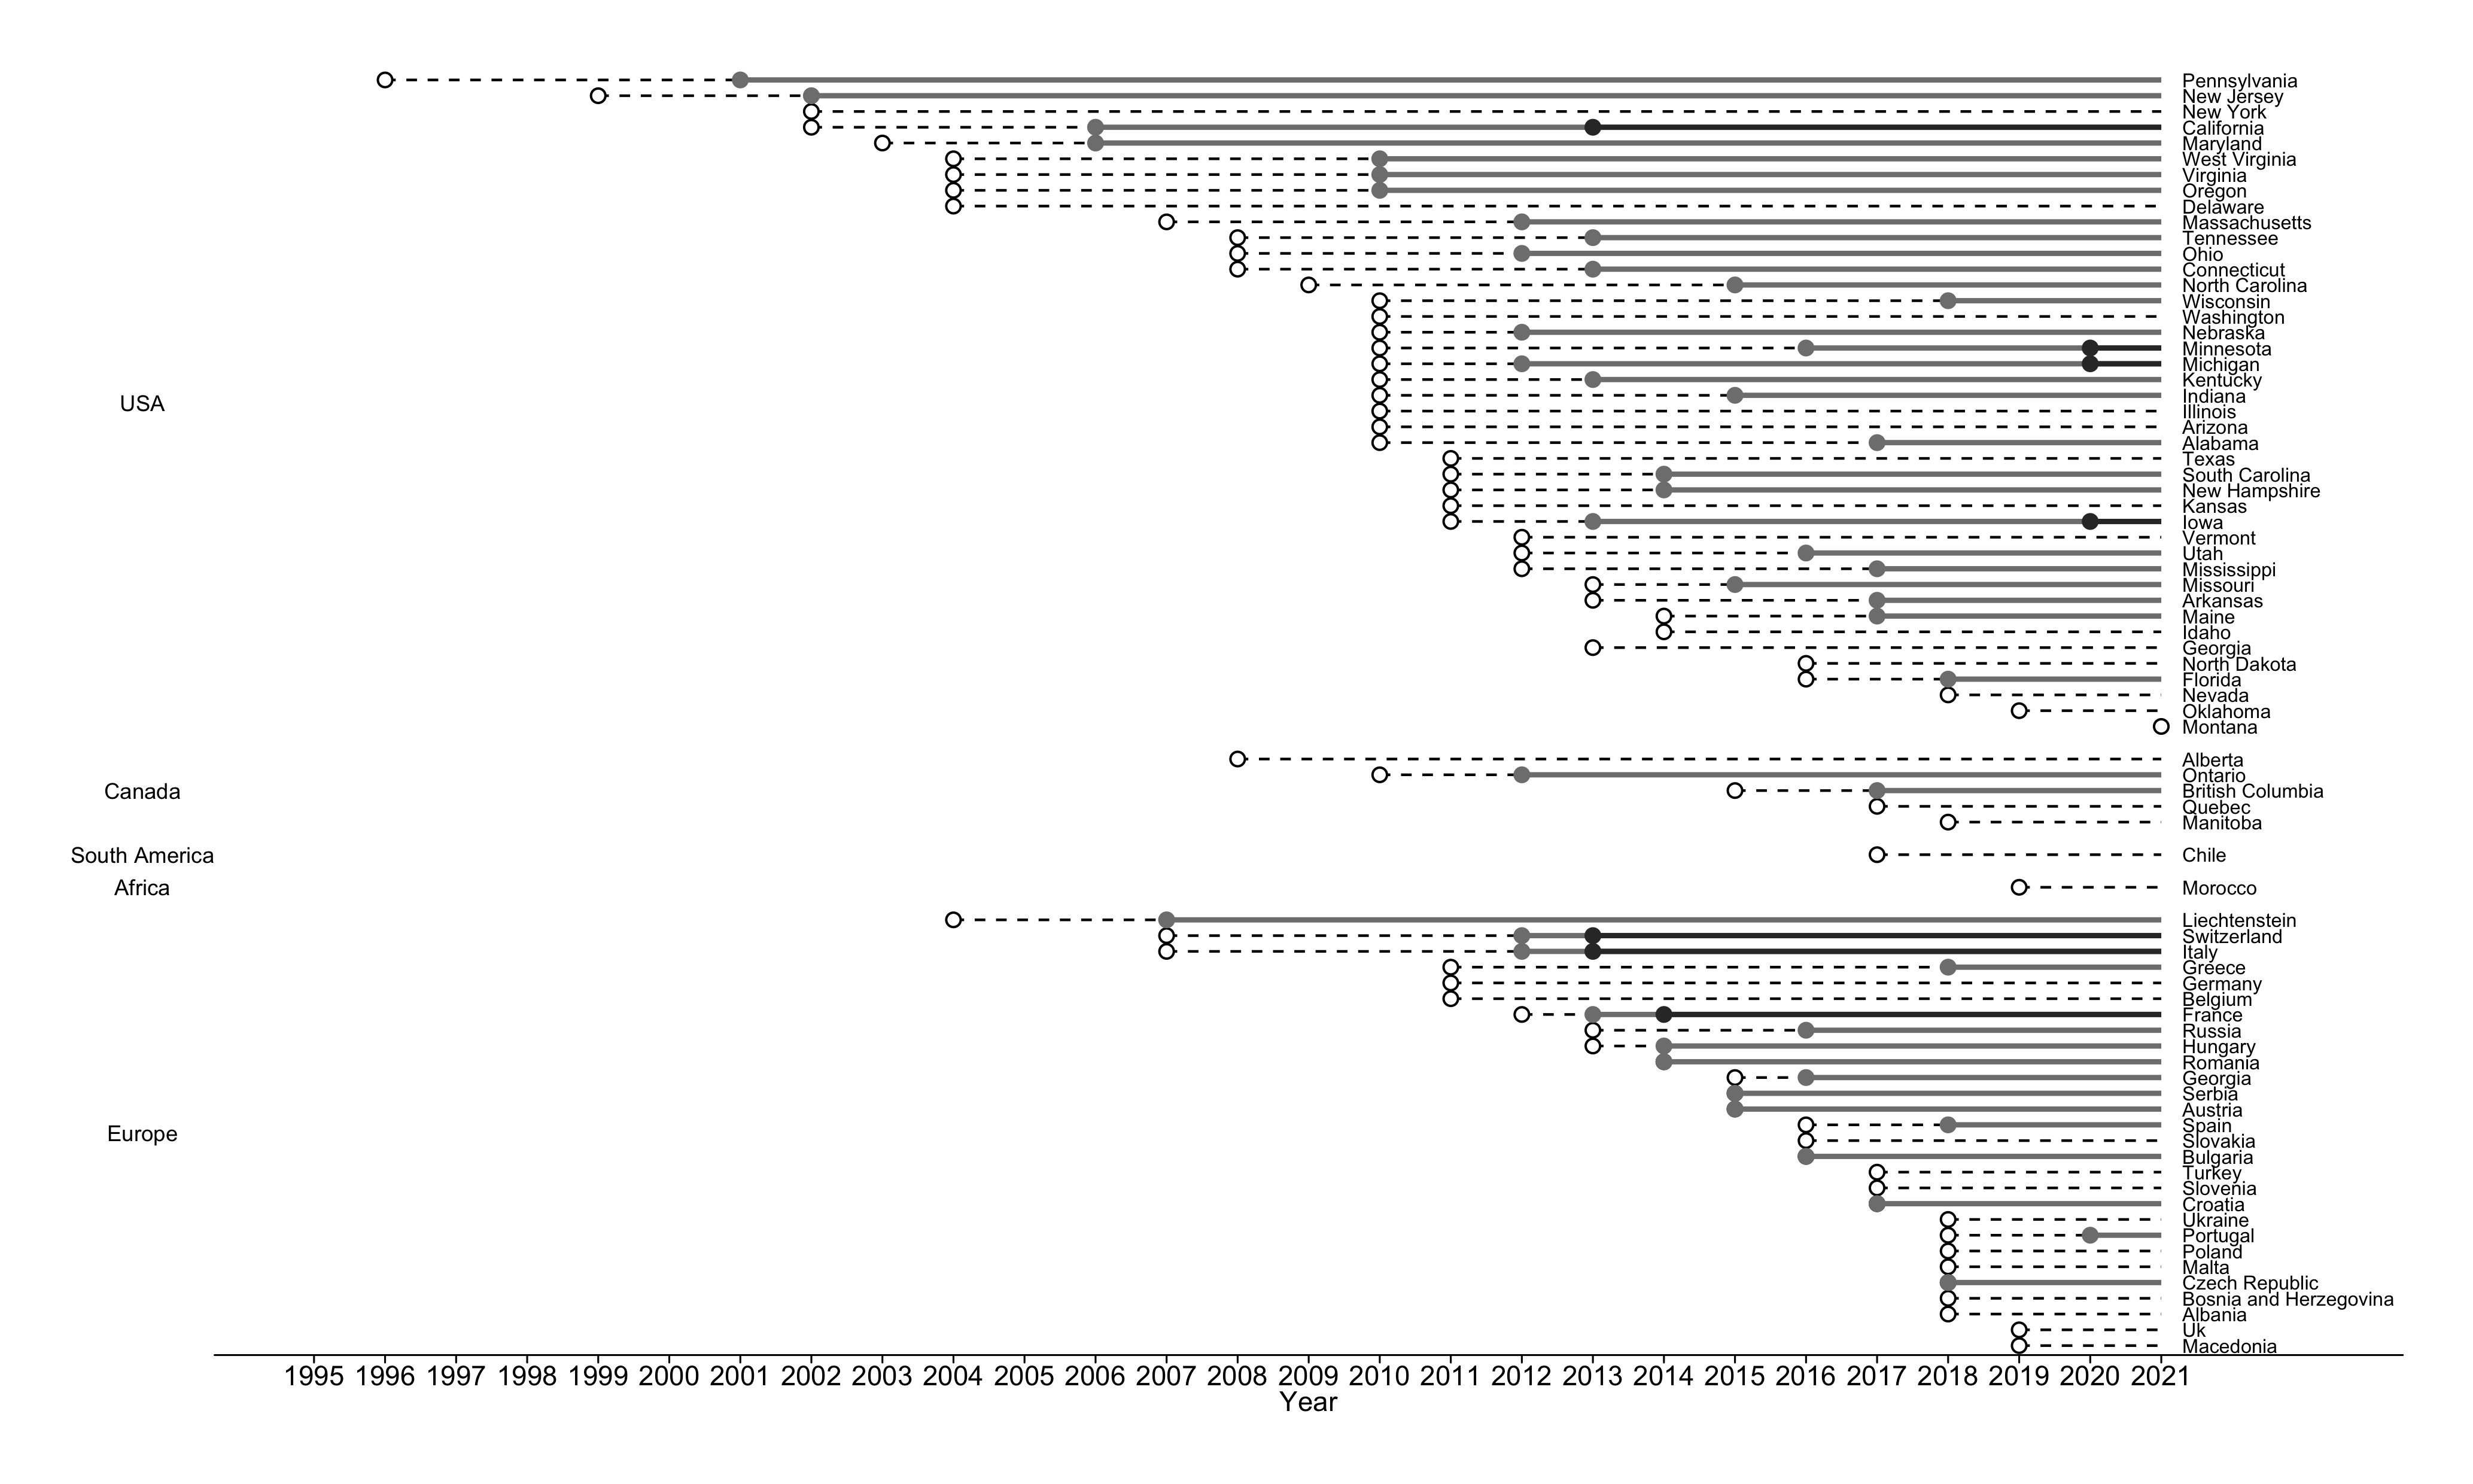 Pennsylvania
New Jersey
New York
California
Maryland
West Virginia
Virginia
Oregon
Delaware
Massachusetts
Tennessee
Ohio
Connecticut
North Carolina
Wisconsin
Washington
Nebraska
Minnesota
Michigan
Kentucky
USA
Indiana
Illinois
Arizona
Alabama
Texas
South Carolina
New Hampshire
Kansas
Iowa
Vermont
Utah
Mississippi
Missouri
Arkansas
Maine
Idaho
Georgia
North Dakota
Florida
Nevada
Oklahoma
Montana
Alberta
Ontario
Canada
British Columbia
Quebec
Manitoba
South America
Chile
Africa
Morocco
Liechtenstein
Switzerland
Italy
Greece
Germany
Belgium
France
Russia
Hungary
Romania
Georgia
Serbia
Austria
Spain
Europe
Slovakia
Bulgaria
Turkey
Slovenia
Croatia
Ukraine
Portugal
Poland
Malta
Czech Republic
Bosnia and Herzegovina
Albania
Uk
Macedonia
1995 1996 1997 1998 1999 2000 2001 2002 2003 2004 2005 2006 2007 2008 2009 2010 2011 2012 2013 2014 2015 2016 2017 2018 2019 2020 2021
Year